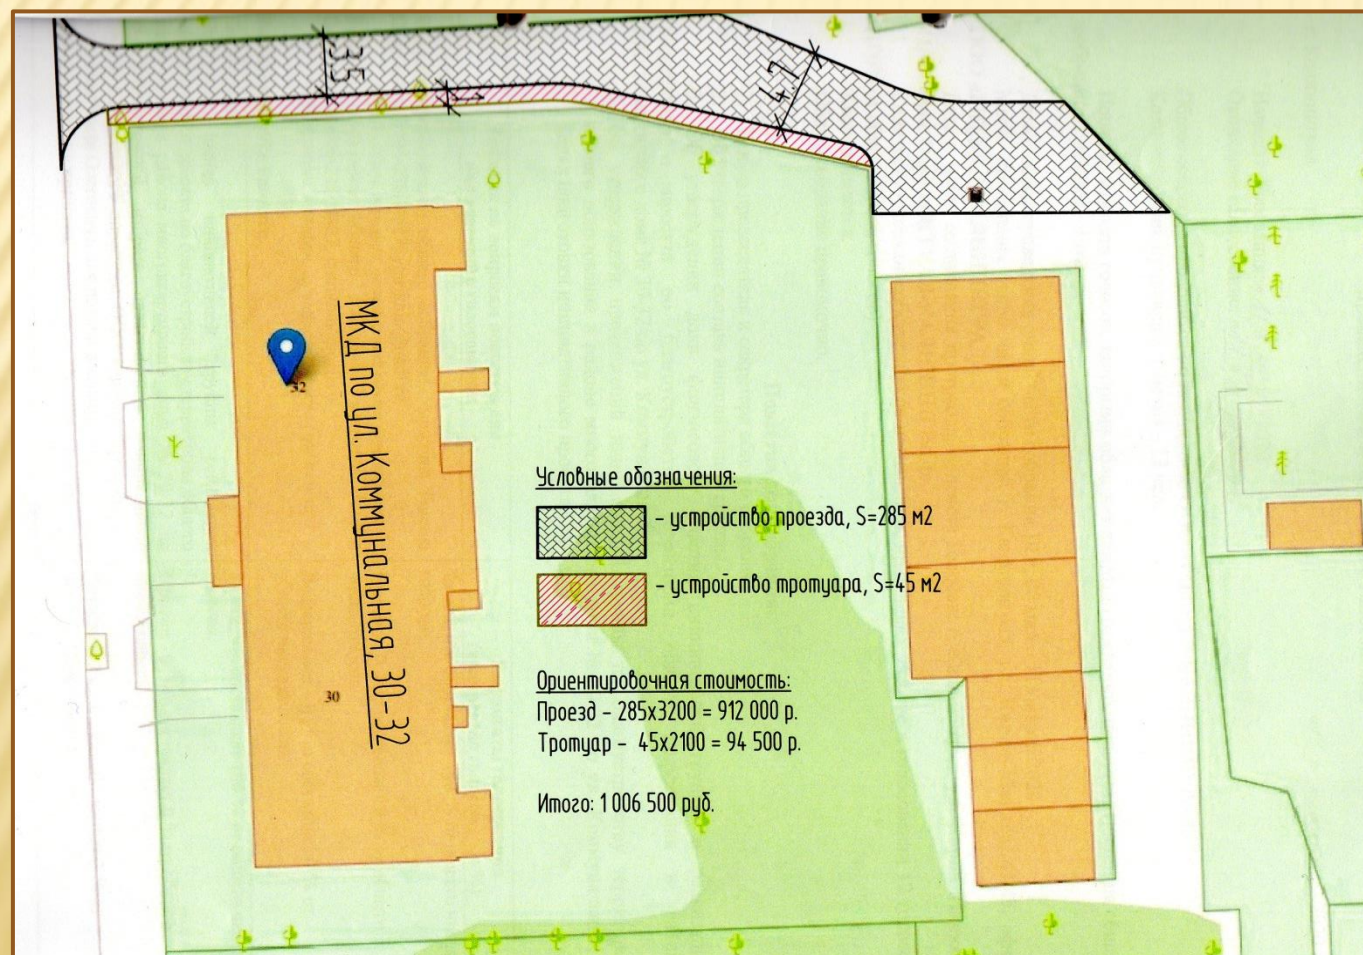 3.5
1
4.7
МКД по ул. Коммунальная, 30-32
32
30
Условные обозначения:
– устройство проезда, S=285 м2
– устройство тротуара, S=45 м2
Ориентировочная стоимость:
Проезд – 285х3200 = 912 000 р.
Тротуар – 45х2100 = 94 500 р.
Итого: 1 006 500 руб.